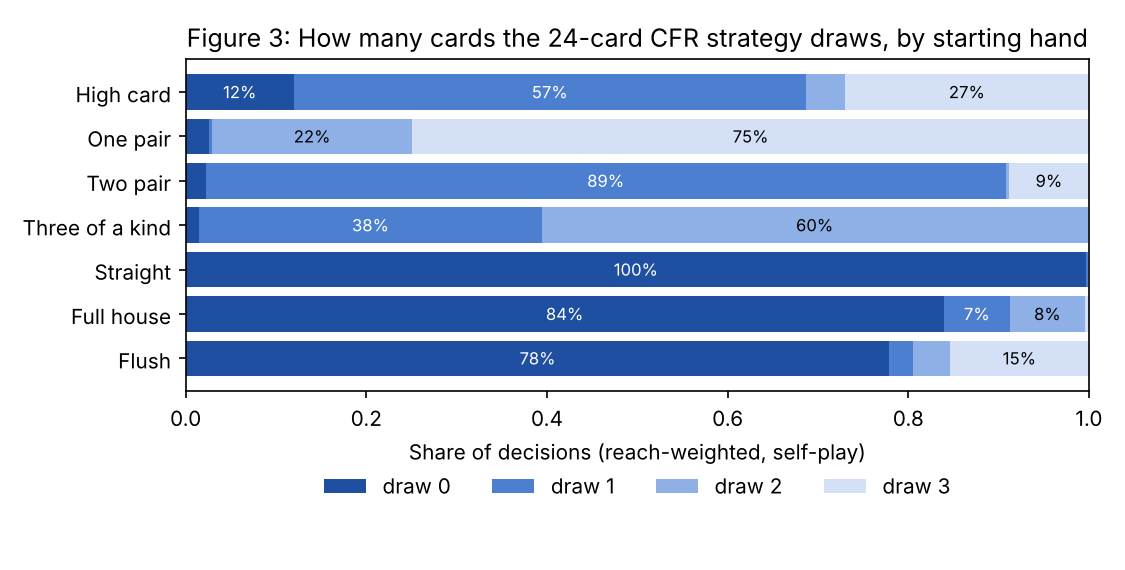 Figure 3: How many cards the 24-card CFR strategy draws, by starting hand
High card 12% 57% 27%
One pair 22% 75%
Two pair 89% 9%
Three of a kind 38% 60%
Straight 100%
Full house 84% 7% 8%
Flush 78% 15%
0.0 0.2 0.4 0.6 0.8 1.0
Share of decisions (reach-weighted, self-play)
draw 0 draw 1 draw 2 draw 3